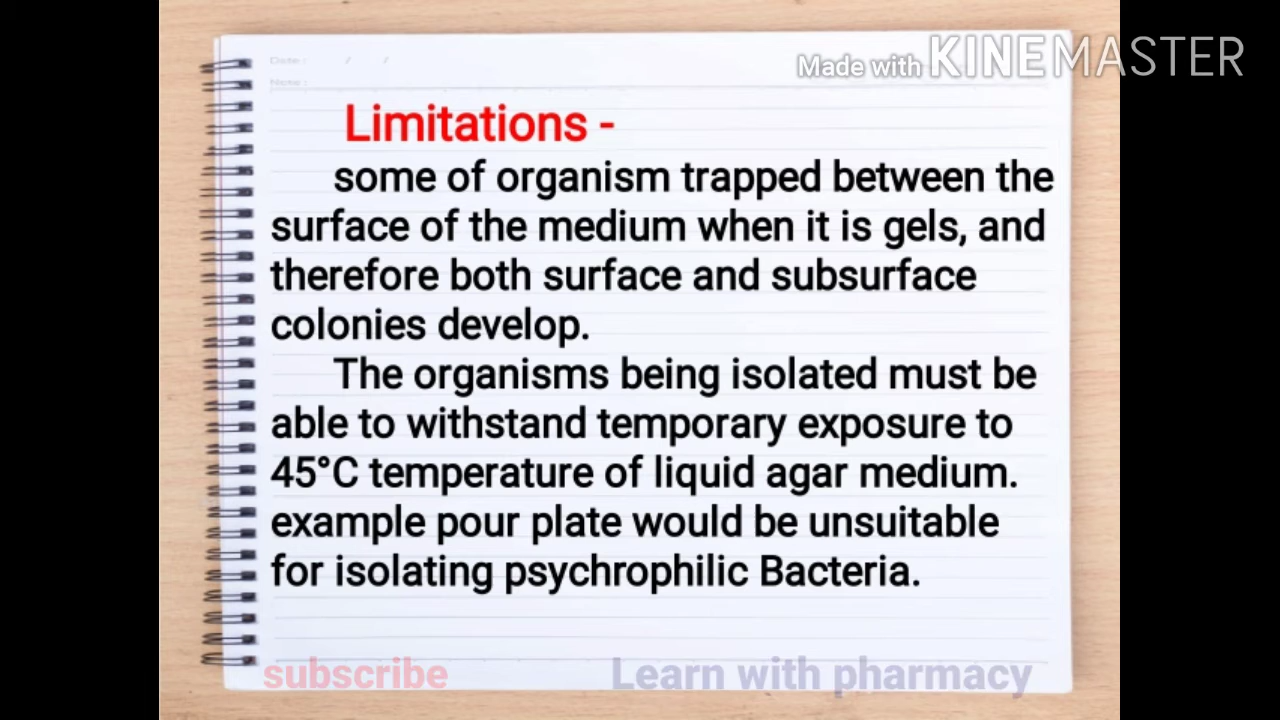 Made with KINEMASTER
Date : / /
Name :
Limitations -
some of organism trapped between the
surface of the medium when it is gels, and
therefore both surface and subsurface
colonies develop.
The organisms being isolated must be
able to withstand temporary exposure to
45°C temperature of liquid agar medium.
example pour plate would be unsuitable
for isolating psychrophilic Bacteria.
subscribe Learn with pharmacy